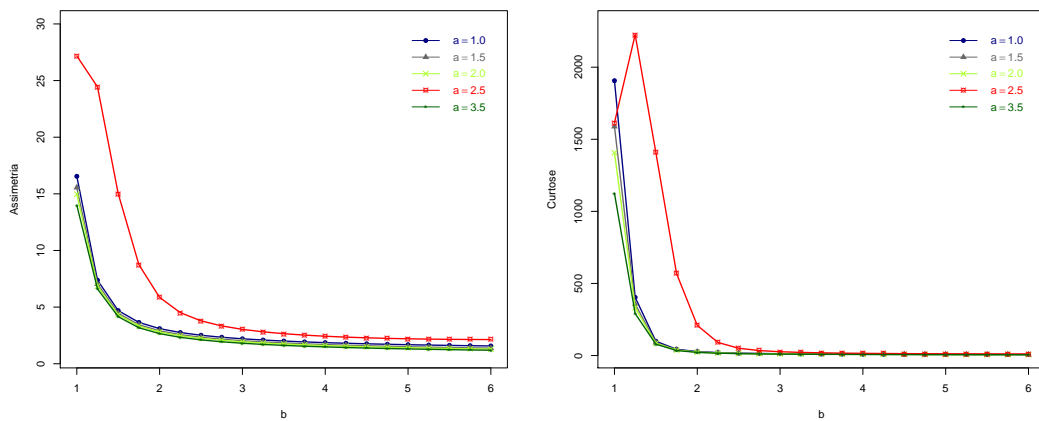 Assimetria
30
25
20
15
10
5
0
1 2 3 4 5 6
b
a = 1.0
a = 1.5
a = 2.0
a = 2.5
a = 3.5
Curtose
2000
1500
1000
500
0
1 2 3 4 5 6
b
a = 1.0
a = 1.5
a = 2.0
a = 2.5
a = 3.5